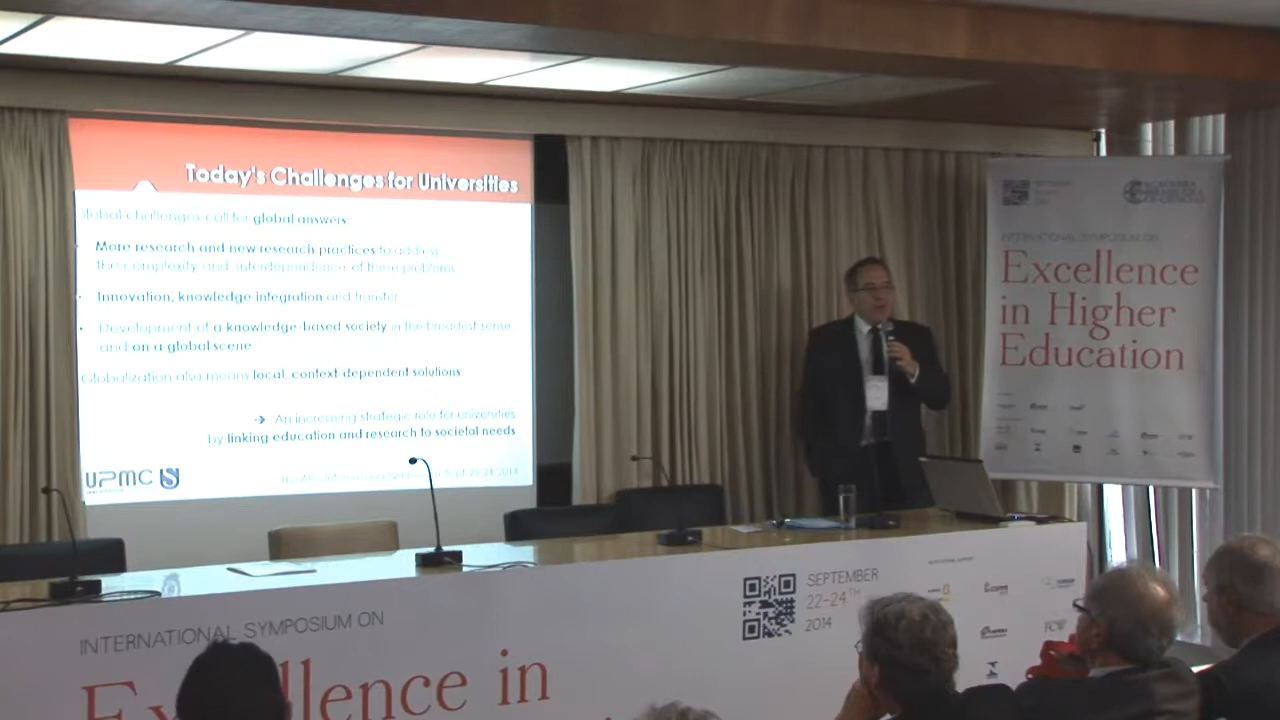 Today's Challenges for Universities
Global challenges call for global answers:
More research and new research practices to address
the complexity and interdependence of these problems
Innovation, knowledge integration and transfer
Development of a knowledge-based society in the broadest sense
and on a global scene
Globalization also means local, context-dependent solutions
→ An increasing strategic role for universities
by linking education and research to societal needs
UPMC
INTERNATIONAL SYMPOSIUM ON
Excellence
in Higher
Education
SEPTEMBER
22-24TH
2014
INTERNATIONAL SYMPOSIUM ON
Excellence in